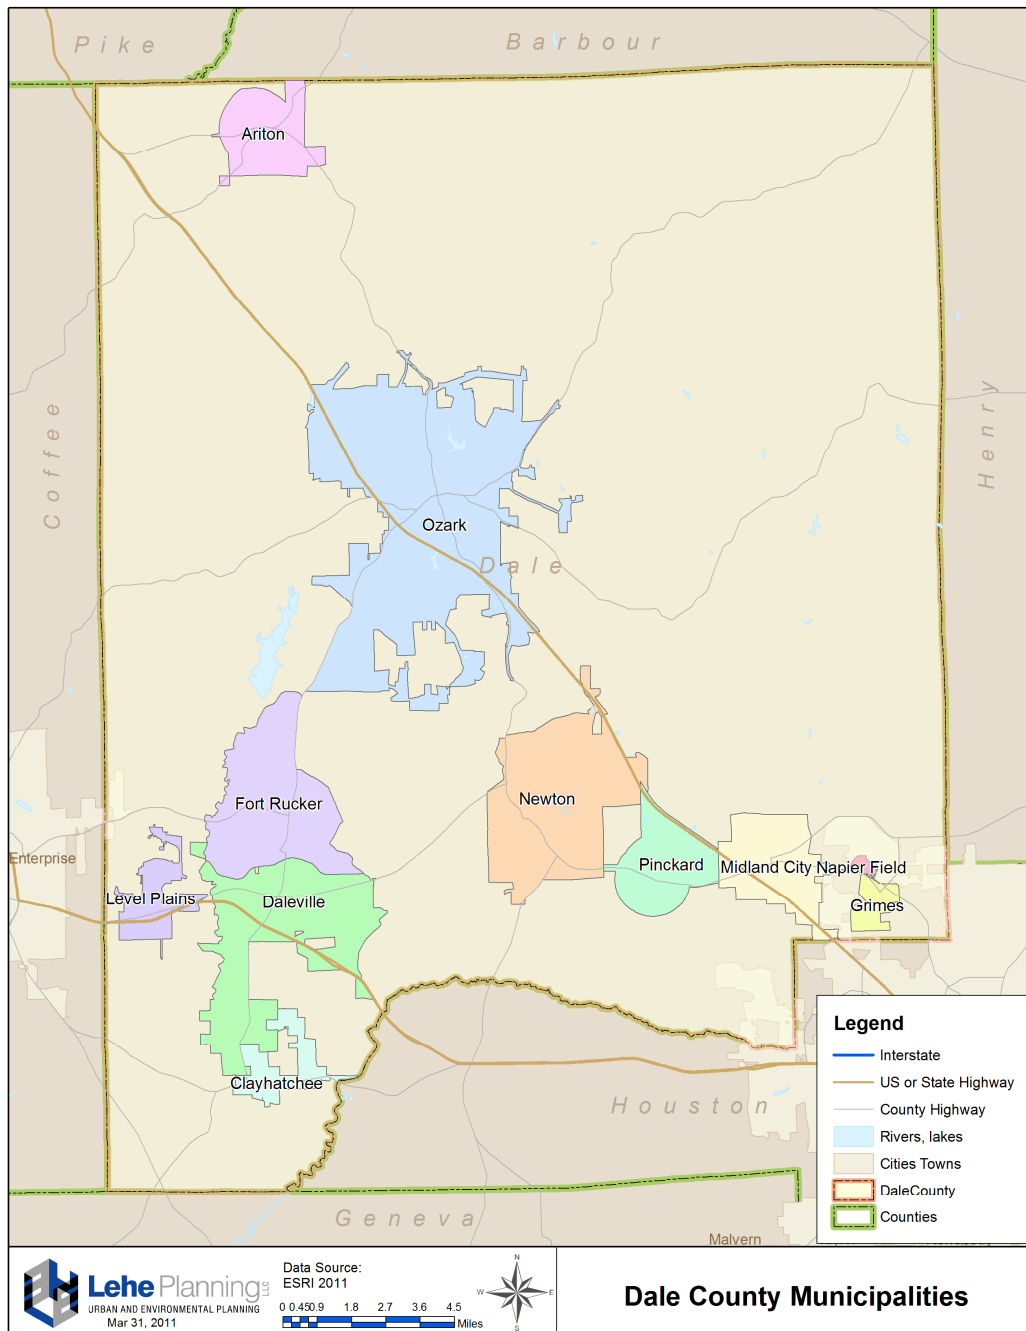 Pike
Barbour
Ariton
Coffee
Henry
Ozark
Dale
Fort Rucker
Newton
Enterprise
Pinckard
Midland City
Napier Field
Level Plains
Daleville
Grimes
Clayhatchee
Houston
Geneva
Malvern
Legend
Interstate
US or State Highway
County Highway
Rivers, lakes
Cities Towns
DaleCounty
Counties
Lehe Planning LLC
URBAN AND ENVIRONMENTAL PLANNING
Mar 31, 2011
Data Source:
ESRI 2011
0 0.450.9 1.8 2.7 3.6 4.5
Miles
N
W E
S
Dale County Municipalities